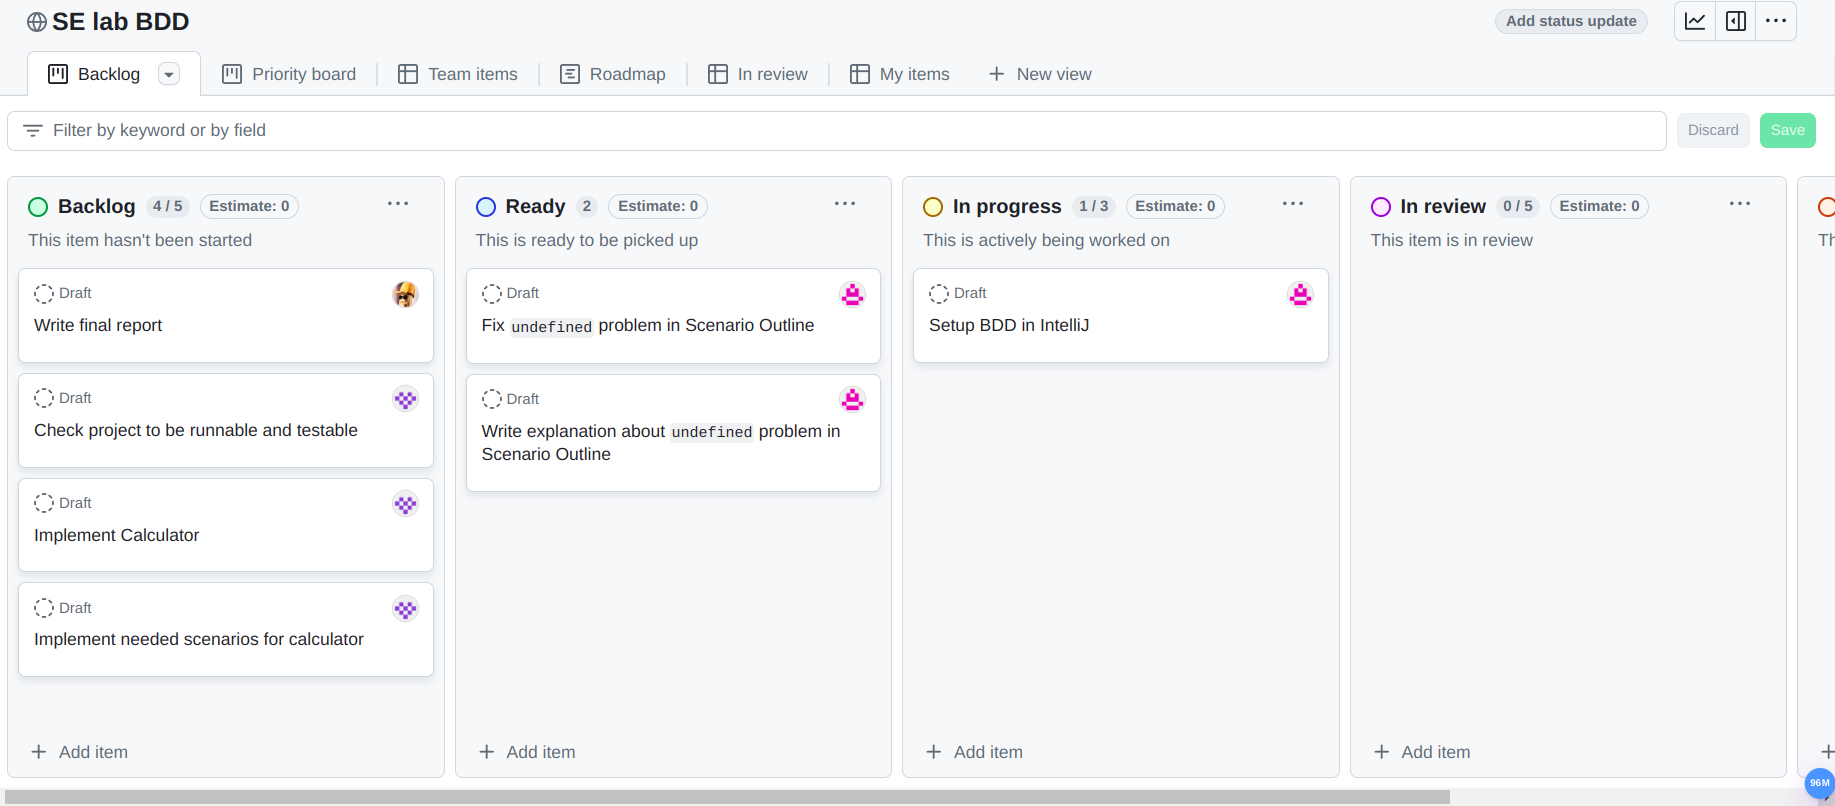 SE lab BDD
Add status update
Backlog
Priority board
Team items
Roadmap
In review
My items
New view
Filter by keyword or by field
Discard
Save
Backlog 4 / 5 Estimate: 0
This item hasn't been started
Draft
Write final report
Draft
Check project to be runnable and testable
Draft
Implement Calculator
Draft
Implement needed scenarios for calculator
Add item
Ready 2 Estimate: 0
This is ready to be picked up
Draft
Fix undefined problem in Scenario Outline
Draft
Write explanation about undefined problem in
Scenario Outline
Add item
In progress 1 / 3 Estimate: 0
This is actively being worked on
Draft
Setup BDD in IntelliJ
Add item
In review 0 / 5 Estimate: 0
This item is in review
Add item
Th
96M